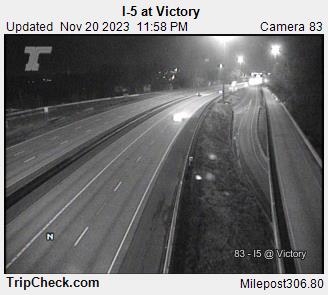 I-5 at Victory
Updated Nov 20 2023 11:58 PM Camera 83
T
N
83 - I5 @ Victory
TripCheck.com Milepost306.80